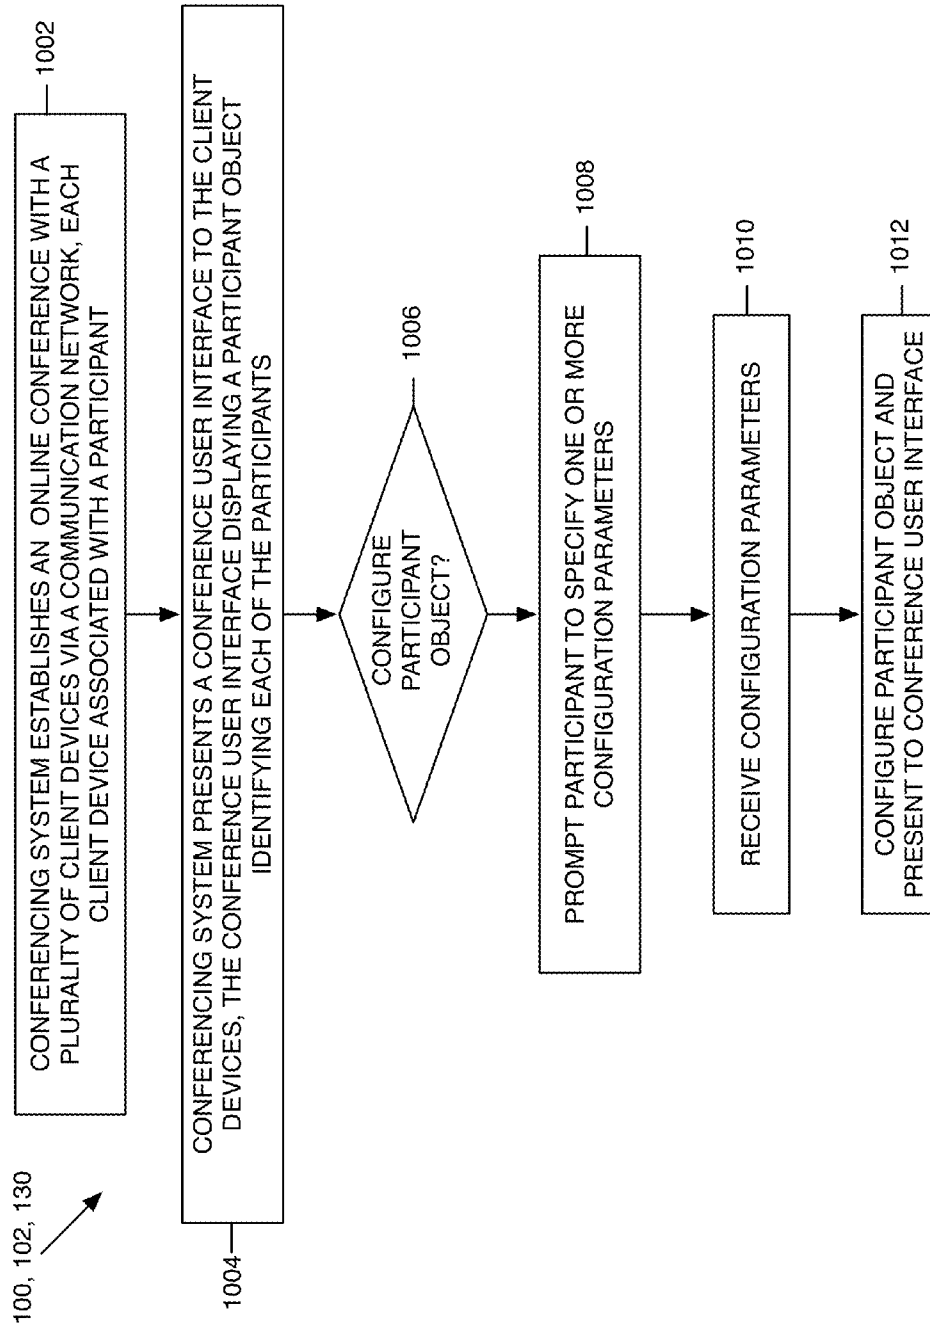 100, 102, 130
1002
CONFERENCING SYSTEM ESTABLISHES AN ONLINE CONFERENCE WITH A
PLURALITY OF CLIENT DEVICES VIA A COMMUNICATION NETWORK, EACH
CLIENT DEVICE ASSOCIATED WITH A PARTICIPANT
1004
CONFERENCING SYSTEM PRESENTS A CONFERENCE USER INTERFACE TO THE CLIENT
DEVICES, THE CONFERENCE USER INTERFACE DISPLAYING A PARTICIPANT OBJECT
IDENTIFYING EACH OF THE PARTICIPANTS
1006
CONFIGURE
PARTICIPANT
OBJECT?
1008
PROMPT PARTICIPANT TO SPECIFY ONE OR MORE
CONFIGURATION PARAMETERS
1010
RECEIVE CONFIGURATION PARAMETERS
1012
CONFIGURE PARTICIPANT OBJECT AND
PRESENT TO CONFERENCE USER INTERFACE